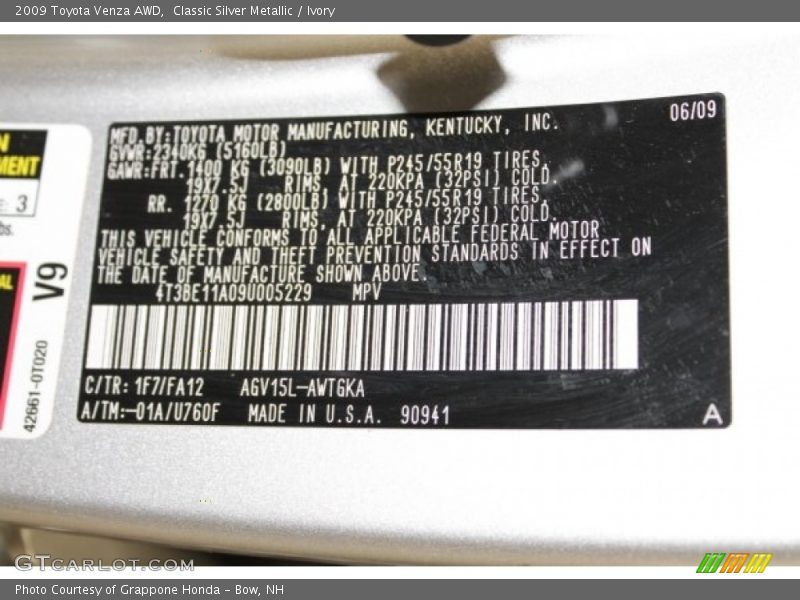 2009 Toyota Venza AWD,  Classic Silver Metallic / Ivory
06/09
MFD. BY: TOYOTA MOTOR MANUFACTURING, KENTUCKY, INC.
GVWR: 2340KG (5160LB)
GAWR: FRT. 1400 KG (3090LB) WITH P245/55R19 TIRES,
19X7.5J RIMS, AT 220KPA (32PSI) COLD.
RR. 1270 KG (2800LB) WITH P245/55R19 TIRES,
19X7.5J RIMS, AT 220KPA (32PSI) COLD.
THIS VEHICLE CONFORMS TO ALL APPLICABLE FEDERAL MOTOR
VEHICLE SAFETY AND THEFT PREVENTION STANDARDS IN EFFECT ON
THE DATE OF MANUFACTURE SHOWN ABOVE.
4T3BE11A09U005229 MPV
C/TR: 1F7/FA12 AGV15L-AWTGKA
A/TM:-01A/U760F MADE IN U.S.A. 90941
A
N
MENT
: 3
bs.
AL
V9
42661-0T020
GTCARLOT.COM
Photo Courtesy of Grappone Honda - Bow, NH